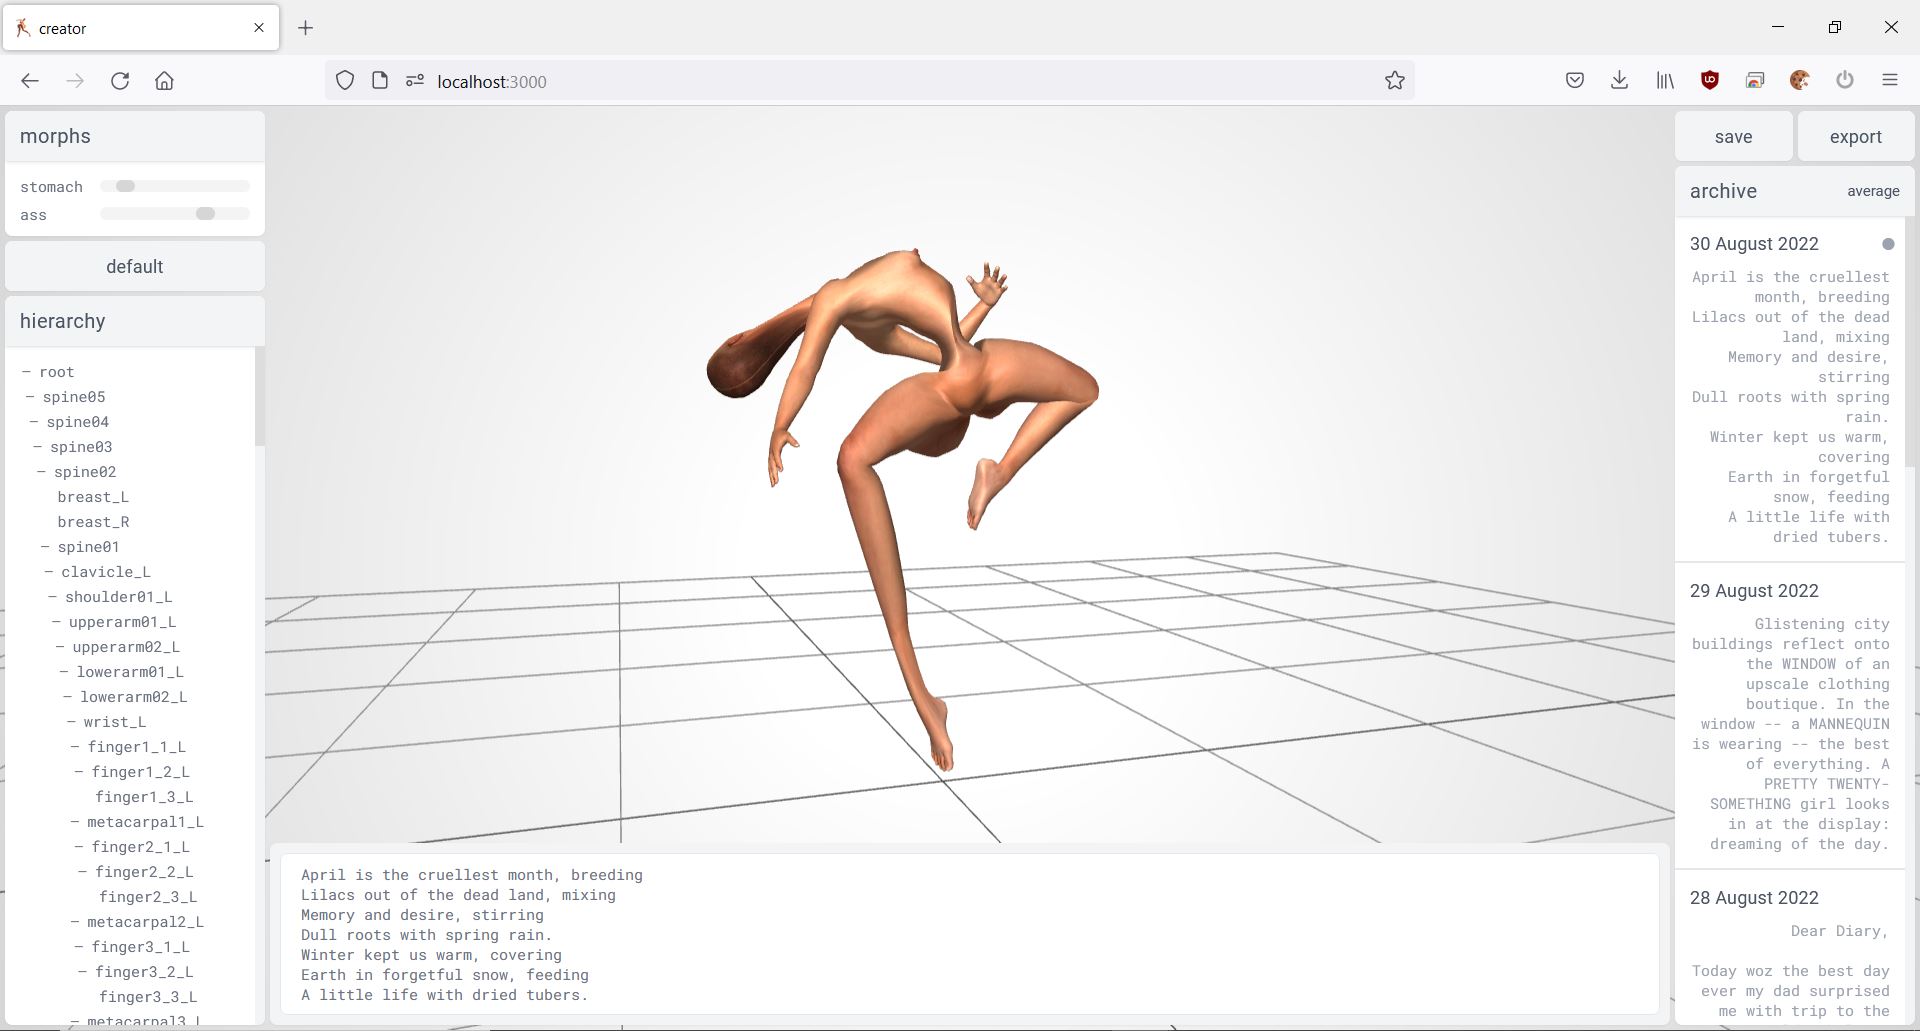 creator
localhost:3000
morphs
stomach
ass
default
hierarchy
– root
– spine05
– spine04
– spine03
– spine02
breast_L
breast_R
– spine01
– clavicle_L
– shoulder01_L
– upperarm01_L
– upperarm02_L
– lowerarm01_L
– lowerarm02_L
– wrist_L
– finger1_1_L
– finger1_2_L
finger1_3_L
– metacarpal1_L
– finger2_1_L
– finger2_2_L
finger2_3_L
– metacarpal2_L
– finger3_1_L
– finger3_2_L
finger3_3_L
– metacarpal3_L
April is the cruellest month, breeding
Lilacs out of the dead land, mixing
Memory and desire, stirring
Dull roots with spring rain.
Winter kept us warm, covering
Earth in forgetful snow, feeding
A little life with dried tubers.
save
export
archive
average
30 August 2022
April is the cruellest
month, breeding
Lilacs out of the dead
land, mixing
Memory and desire,
stirring
Dull roots with spring
rain.
Winter kept us warm,
covering
Earth in forgetful
snow, feeding
A little life with
dried tubers.
29 August 2022
Glistening city
buildings reflect onto
the WINDOW of an
upscale clothing
boutique. In the
window -- a MANNEQUIN
is wearing -- the best
of everything. A
PRETTY TWENTY-
SOMETHING girl looks
in at the display:
dreaming of the day.
28 August 2022
Dear Diary,
Today woz the best day
ever my dad surprised
me with trip to the